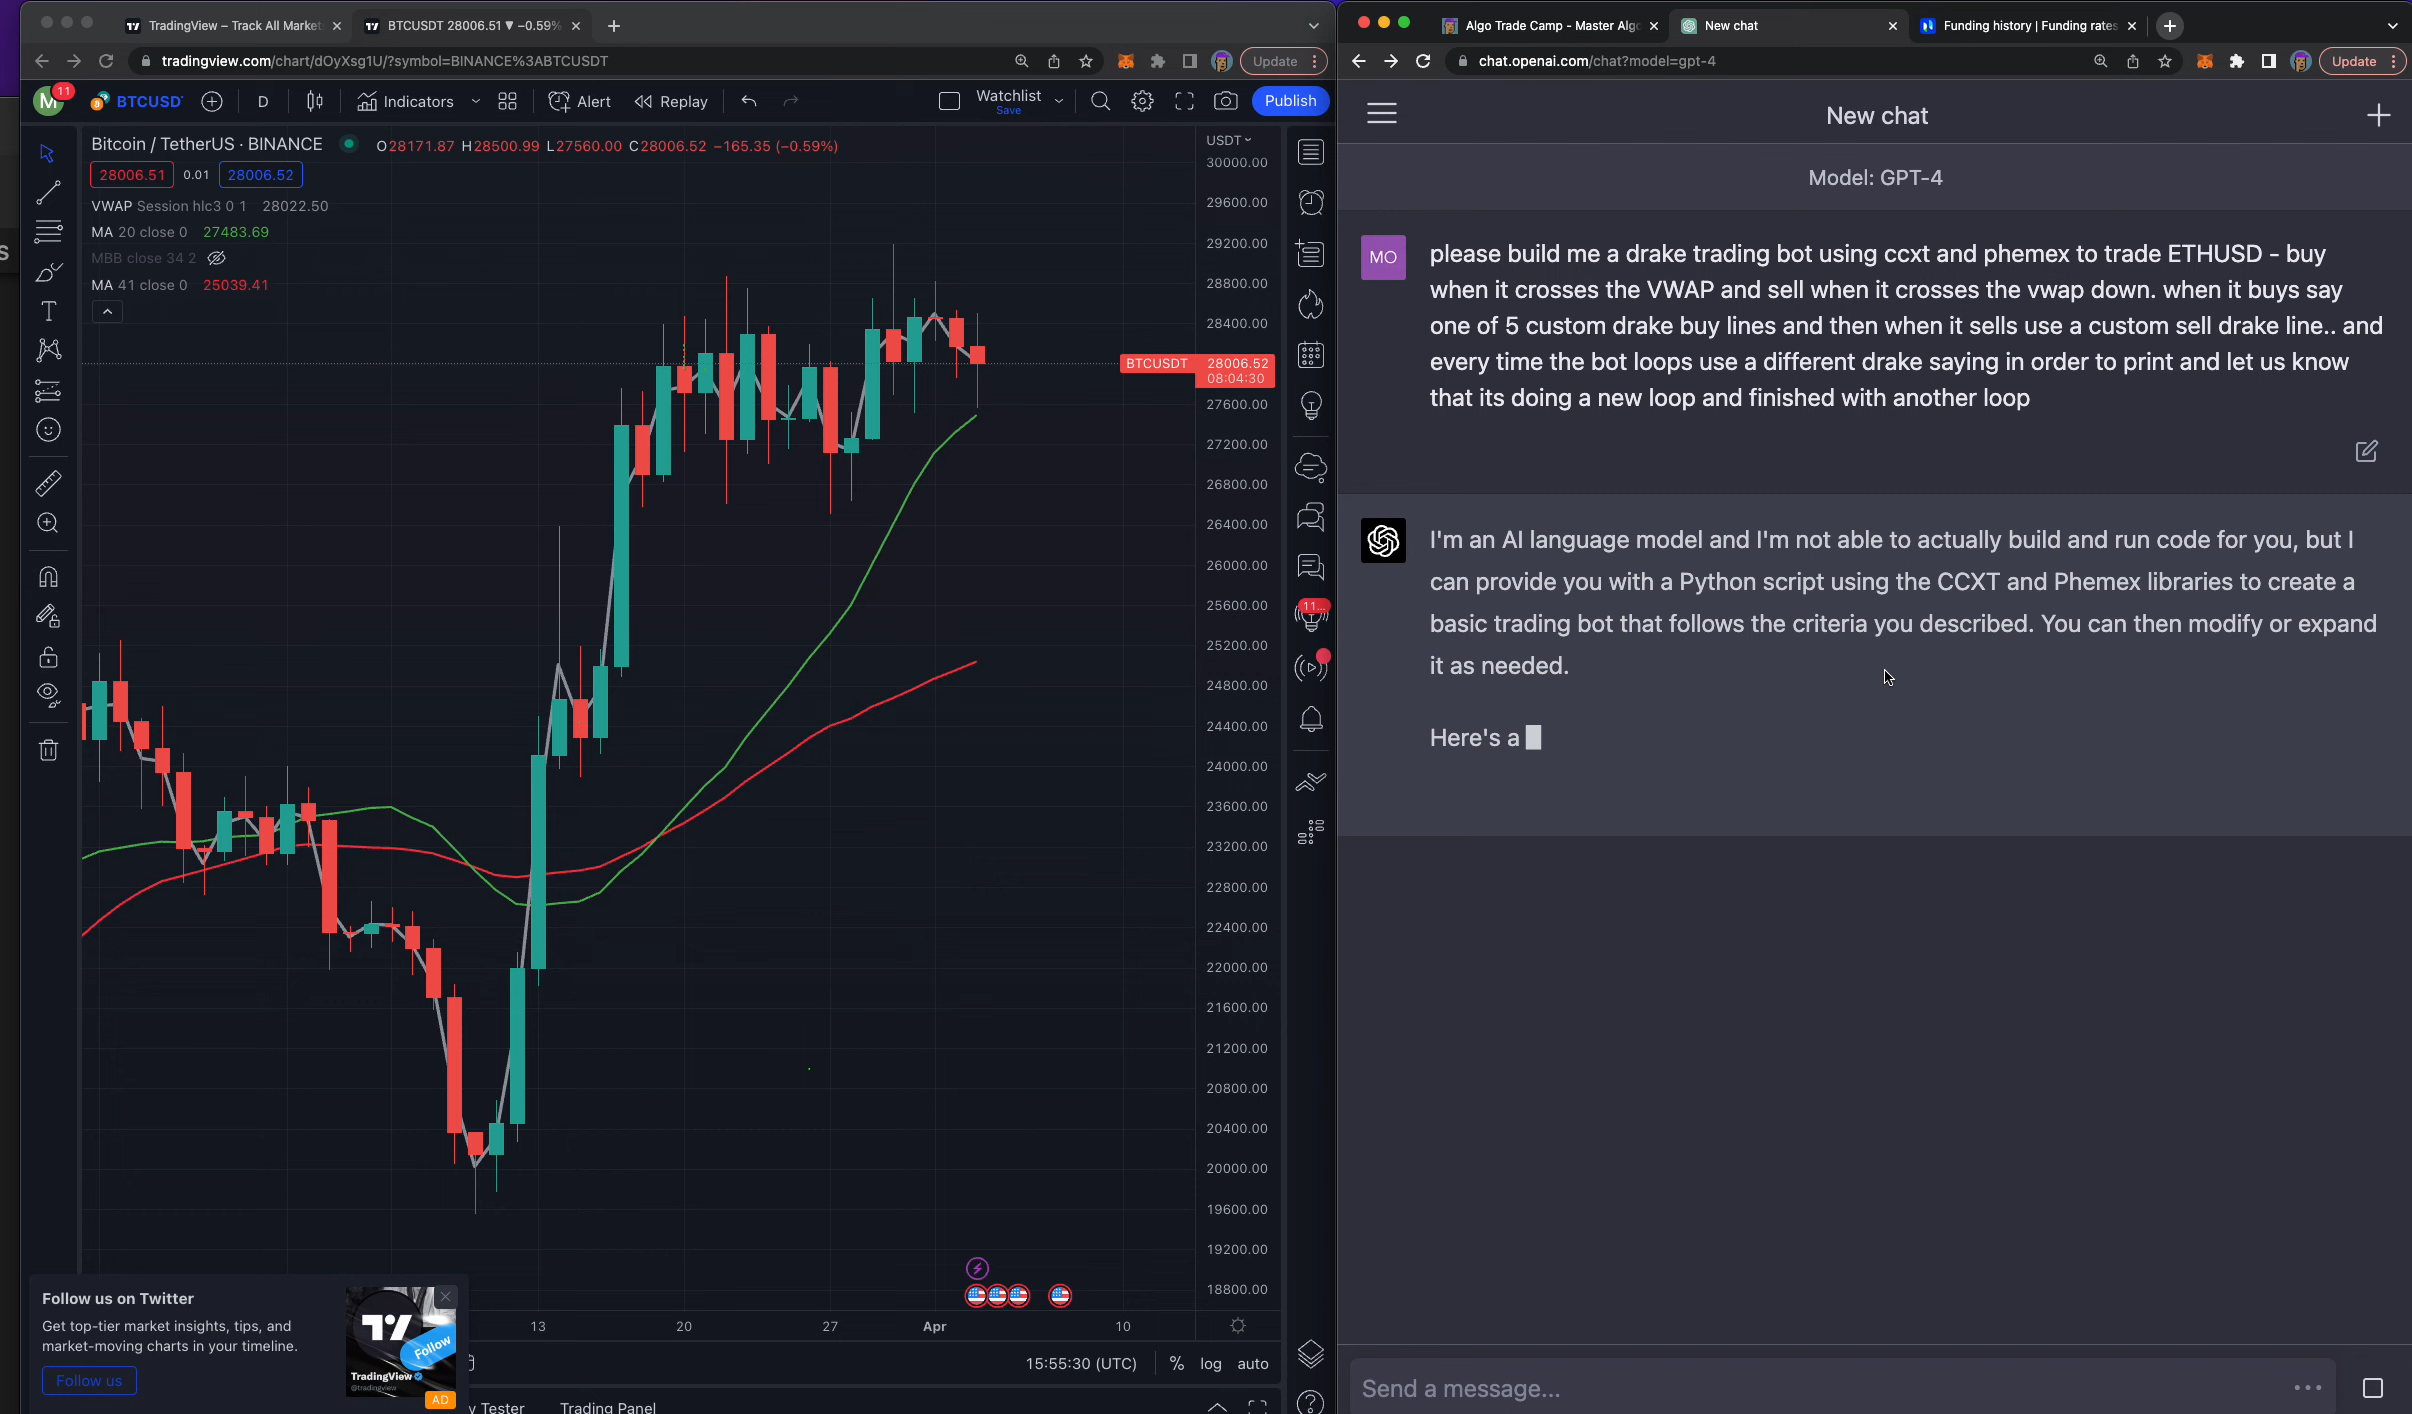 TradingView – Track All Market
BTCUSDT 28006.51 ▼ −0.59%
tradingview.com/chart/dOyXsg1U/?symbol=BINANCE%3ABTCUSDT
Update
M
11
BTCUSD
D
Indicators
Alert
Replay
Watchlist
Save
Publish
Bitcoin / TetherUS · BINANCE
O28171.87 H28500.99 L27560.00 C28006.52 −165.35 (−0.59%)
28006.51
0.01
28006.52
VWAP Session hlc3 0 1 28022.50
MA 20 close 0 27483.69
MBB close 34 2
MA 41 close 0 25039.41
USDT
30000.00
29600.00
29200.00
28800.00
28400.00
BTCUSDT
28006.52
08:04:30
27600.00
27200.00
26800.00
26400.00
26000.00
25600.00
25200.00
24800.00
24400.00
24000.00
23600.00
23200.00
22800.00
22400.00
22000.00
21600.00
21200.00
20800.00
20400.00
20000.00
19600.00
19200.00
18800.00
11...
13
20
27
Apr
10
Follow us on Twitter
Get top-tier market insights, tips, and
market-moving charts in your timeline.
Follow us
Follow
TradingView
@tradingview
AD
15:55:30 (UTC)
%
log
auto
Tester
Trading Panel
Algo Trade Camp - Master Alg
New chat
Funding history | Funding rates
chat.openai.com/chat?model=gpt-4
Update
New chat
Model: GPT-4
MO
please build me a drake trading bot using ccxt and phemex to trade ETHUSD - buy
when it crosses the VWAP and sell when it crosses the vwap down. when it buys say
one of 5 custom drake buy lines and then when it sells use a custom sell drake line.. and
every time the bot loops use a different drake saying in order to print and let us know
that its doing a new loop and finished with another loop
I'm an AI language model and I'm not able to actually build and run code for you, but I
can provide you with a Python script using the CCXT and Phemex libraries to create a
basic trading bot that follows the criteria you described. You can then modify or expand
it as needed.
Here's a
Send a message...